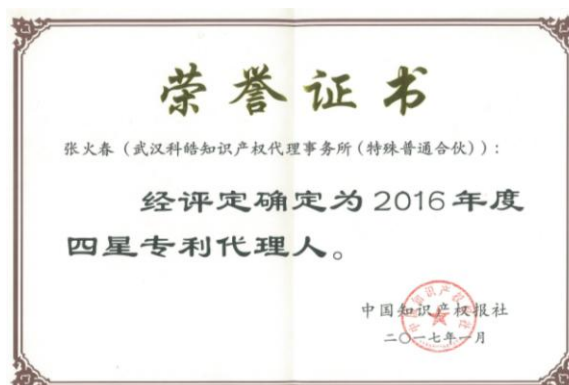 荣誉证书
张火春（武汉科皓知识产权代理事务所（特殊普通合伙））：
经评定确定为2016年度
四星专利代理人。
中国知识产权报社
二〇一七年一月